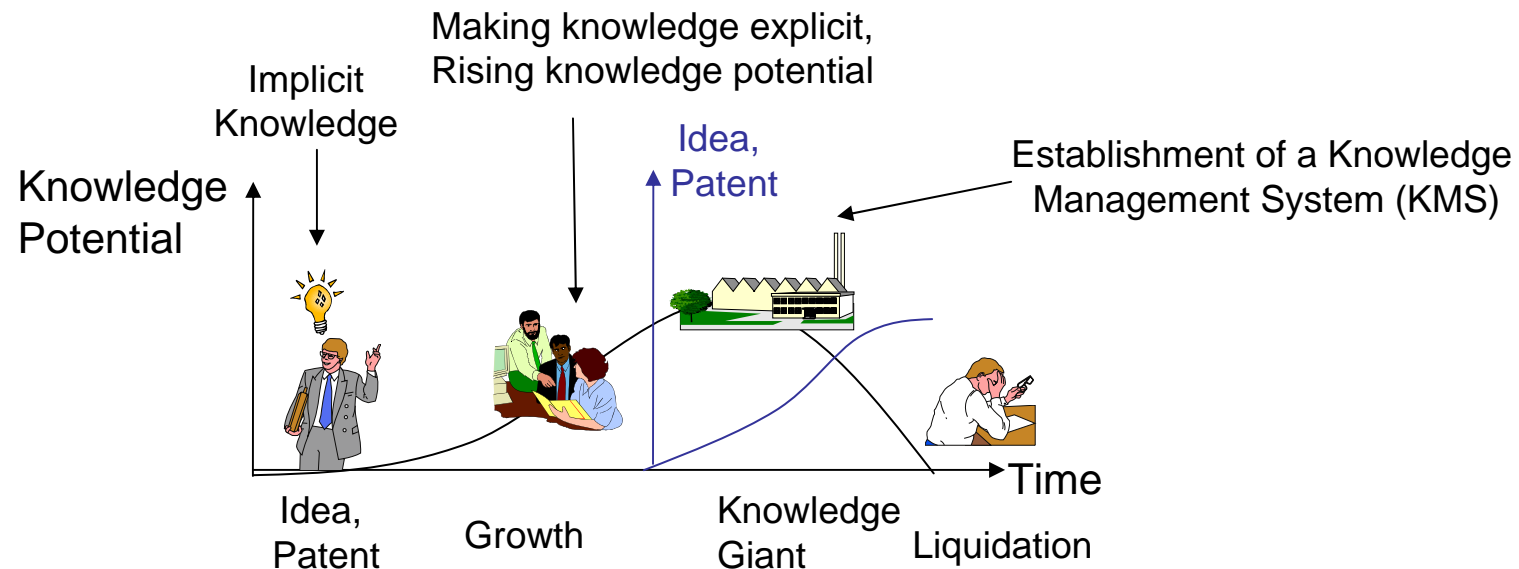 Making knowledge explicit,
Rising knowledge potential
Implicit
Knowledge
Idea,
Patent
Establishment of a Knowledge
Management System (KMS)
Knowledge
Potential
Time
Idea,
Patent
Growth
Knowledge
Giant
Liquidation